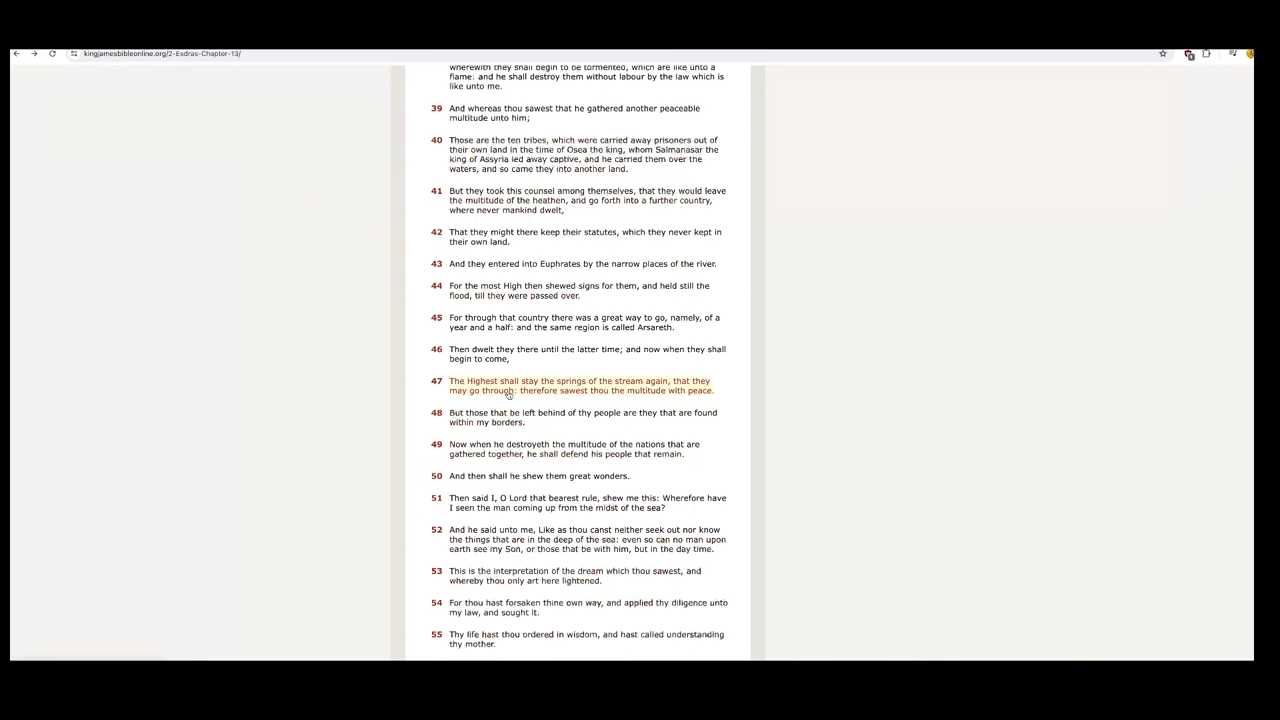 kingjamesbibleonline.org/2-Esdras-Chapter-13/
wherewith they shall begin to be tormented, which are like unto a
flame: and he shall destroy them without labour by the law which is
like unto me.
39 And whereas thou sawest that he gathered another peaceable
multitude unto him;
40 Those are the ten tribes, which were carried away prisoners out of
their own land in the time of Osea the king, whom Salmanasar the
king of Assyria led away captive, and he carried them over the
waters, and so came they into another land.
41 But they took this counsel among themselves, that they would leave
the multitude of the heathen, and go forth into a further country,
where never mankind dwelt,
42 That they might there keep their statutes, which they never kept in
their own land.
43 And they entered into Euphrates by the narrow places of the river.
44 For the most High then shewed signs for them, and held still the
flood, till they were passed over.
45 For through that country there was a great way to go, namely, of a
year and a half: and the same region is called Arsareth.
46 Then dwelt they there until the latter time; and now when they shall
begin to come,
47 The Highest shall stay the springs of the stream again, that they
may go through: therefore sawest thou the multitude with peace.
48 But those that be left behind of thy people are they that are found
within my borders.
49 Now when he destroyeth the multitude of the nations that are
gathered together, he shall defend his people that remain.
50 And then shall he shew them great wonders.
51 Then said I, O Lord that bearest rule, shew me this: Wherefore have
I seen the man coming up from the midst of the sea?
52 And he said unto me, Like as thou canst neither seek out nor know
the things that are in the deep of the sea: even so can no man upon
earth see my Son, or those that be with him, but in the day time.
53 This is the interpretation of the dream which thou sawest, and
whereby thou only art here lightened.
54 For thou hast forsaken thine own way, and applied thy diligence unto
my law, and sought it.
55 Thy life hast thou ordered in wisdom, and hast called understanding
thy mother.